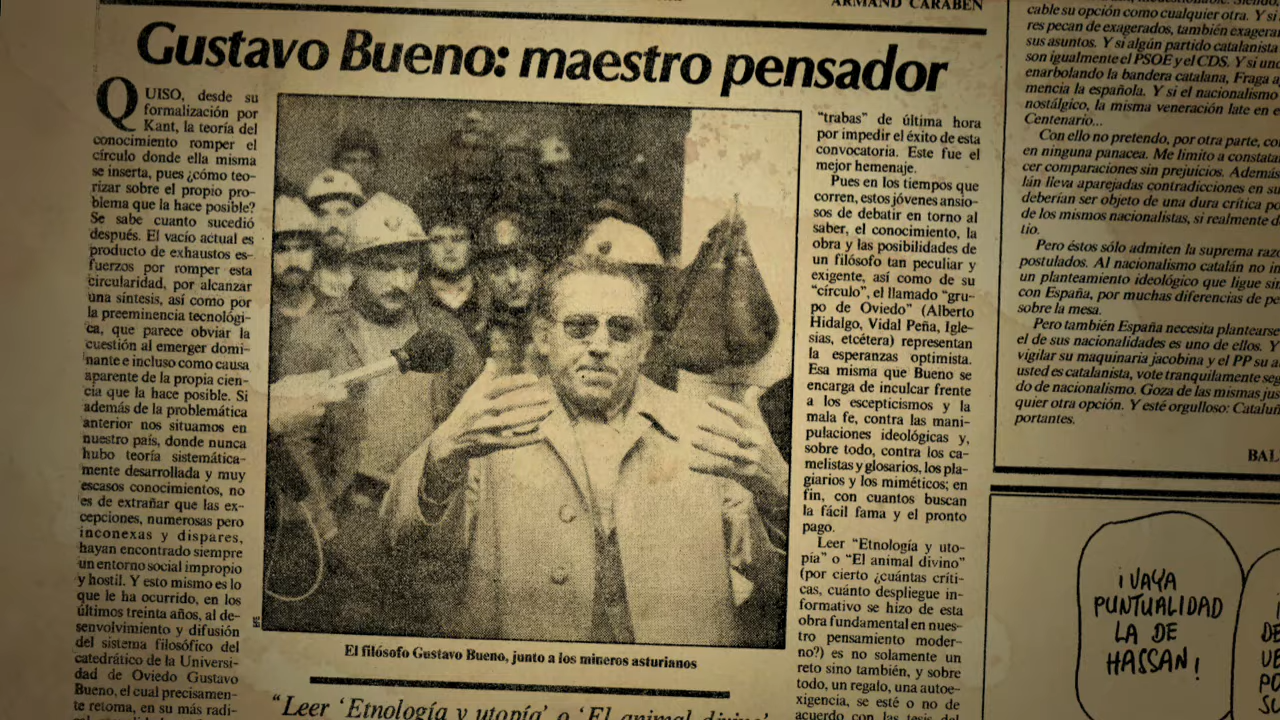 ARMAND CARABÉN
Gustavo Bueno: maestro pensador
QUISO, desde su
formalización por
Kant, la teoría del
conocimiento romper el
círculo donde ella misma
se inserta, pues ¿cómo teo-
rizar sobre el propio pro-
blema que la hace posible?
Se sabe cuanto sucedió
después. El vacío actual es
producto de exhaustos es-
fuerzos por romper esta
circularidad, por alcanzar
una síntesis, así como por
la preeminencia tecnológi-
ca, que parece obviar la
cuestión al emerger domi-
nante e incluso como causa
aparente de la propia cien-
cia que la hace posible. Si
además de la problemática
anterior nos situamos en
nuestro país, donde nunca
hubo teoría sistemática-
mente desarrollada y muy
escasos conocimientos, no
es de extrañar que las ex-
cepciones, numerosas pero
inconexas y dispares,
hayan encontrado siempre
un entorno social impropio
y hostil. Y esto mismo es lo
que le ha ocurrido, en los
últimos treinta años, al de-
senvolvimiento y difusión
del sistema filosófico del
catedrático de la Universi-
dad de Oviedo Gustavo
Bueno, el cual precisamen-
te retoma, en su más radi-
El filósofo Gustavo Bueno, junto a los mineros asturianos
"Leer 'Etnología y utopía' o 'El animal divino'
"trabas" de última hora
por impedir el éxito de esta
convocatoria. Este fue el
mejor homenaje.
Pues en los tiempos que
corren, estos jóvenes ansio-
sos de debatir en torno al
saber, el conocimiento, la
obra y las posibilidades de
un filósofo tan peculiar y
exigente, así como de su
"círculo", el llamado "gru-
po de Oviedo" (Alberto
Hidalgo, Vidal Peña, Igle-
sias, etcétera) representan
la esperanzas optimista.
Esa misma que Bueno se
encarga de inculcar frente
a los escepticismos y la
mala fe, contra las mani-
pulaciones ideológicas y,
sobre todo, contra los ca-
melistas y glosarios, los pla-
giarios y los miméticos; en
fin, con cuantos buscan
la fácil fama y el pronto
pago.
Leer "Etnología y uto-
pía" o "El animal divino"
(por cierto ¿cuántas críti-
cas, cuánto despliegue in-
formativo se hizo de esta
obra fundamental en nues-
tro pensamiento moder-
no?) es no solamente un
reto sino también, y sobre
todo, un regalo, una autoe-
xigencia, se esté o no de
acuerdo con las tesis del
cable su opción como cualquier otra. Y si
res pecan de exagerados, también exagera
sus asuntos. Y si algún partido catalanista
son igualmente el PSOE y el CDS. Y si uno
enarbolando la bandera catalana, Fraga a
mencia la española. Y si el nacionalismo
nostálgico, la misma veneración late en e
Centenario...
Con ello no pretendo, por otra parte, co
en ninguna panacea. Me limito a constata
cer comparaciones sin prejuicios. Además
lán lleva aparejadas contradicciones en su
deberían ser objeto de una dura crítica po
de los mismos nacionalistas, si realmente d
tio.
Pero éstos sólo admiten la suprema razo
postulados. Al nacionalismo catalán no in
un planteamiento ideológico que ligue sin
con España, por muchas diferencias de pe
sobre la mesa.
Pero también España necesita plantearse
el de sus nacionalidades es uno de ellos. Y
vigilar su maquinaria jacobina y el PP su a
usted es catalanista, vote tranquilamente seg
do de nacionalismo. Goza de las mismas jus
quier otra opción. Y esté orgulloso: Cataluñ
portantes.
BAL
¡VAYA
PUNTUALIDAD
LA DE
HASSAN!